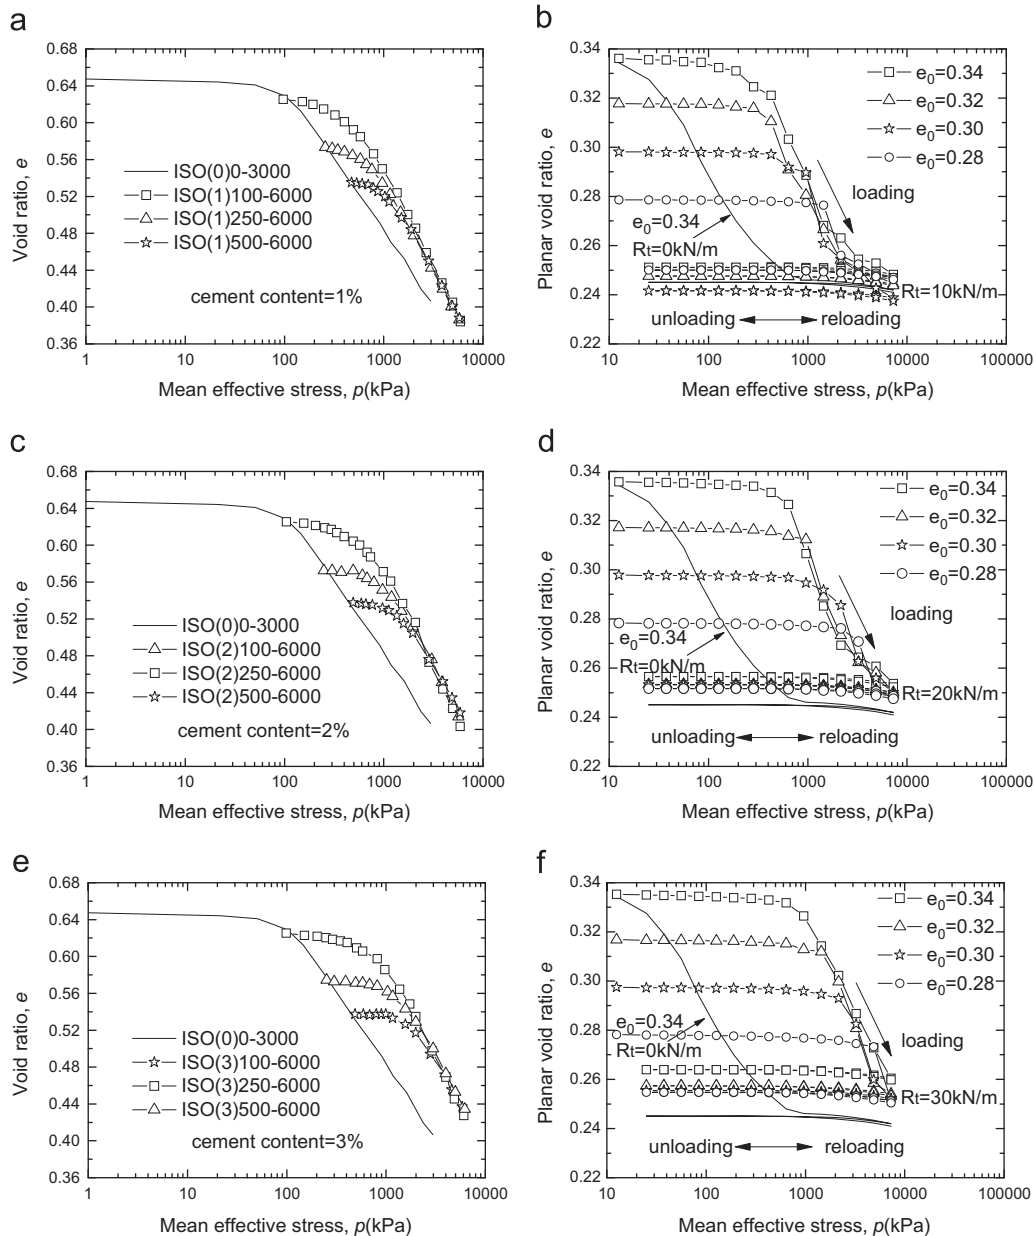 a
0.68
0.64
0.60
0.56
0.52
0.48
0.44
0.40
0.36
Void ratio, e
ISO(0)0-3000
ISO(1)100-6000
ISO(1)250-6000
ISO(1)500-6000
cement content=1%
1 10 100 1000 10000
Mean effective stress, p(kPa)
b
0.34
0.32
0.30
0.28
0.26
0.24
0.22
Planar void ratio, e
e0=0.34
e0=0.32
e0=0.30
e0=0.28
loading
e0=0.34
Rt=0kN/m
Rt=10kN/m
unloading reloading
10 100 1000 10000 100000
Mean effective stress, p(kPa)
c
0.68
0.64
0.60
0.56
0.52
0.48
0.44
0.40
0.36
Void ratio, e
ISO(0)0-3000
ISO(2)100-6000
ISO(2)250-6000
ISO(2)500-6000
cement content=2%
1 10 100 1000 10000
Mean effective stress, p(kPa)
d
0.34
0.32
0.30
0.28
0.26
0.24
0.22
Planar void ratio, e
e0=0.34
e0=0.32
e0=0.30
e0=0.28
loading
e0=0.34
Rt=0kN/m
Rt=20kN/m
unloading reloading
10 100 1000 10000 100000
Mean effective stress, p(kPa)
e
0.68
0.64
0.60
0.56
0.52
0.48
0.44
0.40
0.36
Void ratio, e
ISO(0)0-3000
ISO(3)100-6000
ISO(3)250-6000
ISO(3)500-6000
cement content=3%
1 10 100 1000 10000
Mean effective stress, p(kPa)
f
0.34
0.32
0.30
0.28
0.26
0.24
0.22
Planar void ratio, e
e0=0.34
e0=0.32
e0=0.30
e0=0.28
loading
e0=0.34
Rt=0kN/m
Rt=30kN/m
unloading reloading
10 100 1000 10000 100000
Mean effective stress, p(kPa)